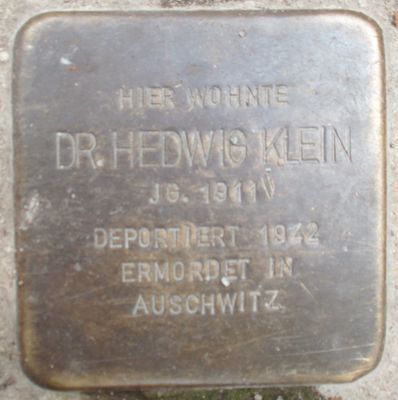 HIER WOHNTE
DR. HEDWIG KLEIN
JG. 1911
DEPORTIERT 1942
ERMORDET IN
AUSCHWITZ